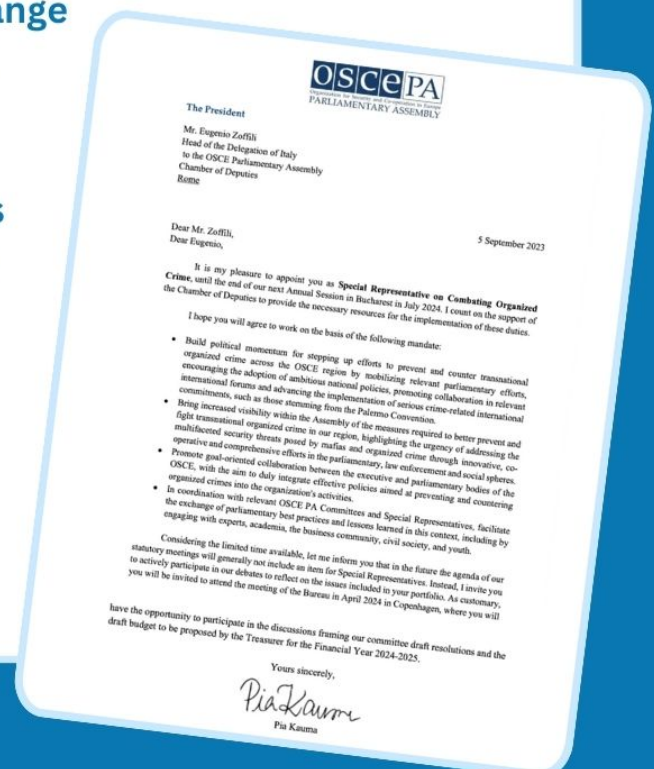 ange
s
OSCEPA
Organization for Security and Co-operation in Europe
PARLIAMENTARY ASSEMBLY
The President
Mr. Eugenio Zoffili
Head of the Delegation of Italy
to the OSCE Parliamentary Assembly
Chamber of Deputies
Rome
5 September 2023
Dear Mr. Zoffili,
Dear Eugenio,
It is my pleasure to appoint you as Special Representative on Combating Organized
Crime, until the end of our next Annual Session in Bucharest in July 2024. I count on the support of
the Chamber of Deputies to provide the necessary resources for the implementation of these duties.
I hope you will agree to work on the basis of the following mandate:
• Build political momentum for stepping up efforts to prevent and counter transnational
organized crime across the OSCE region by mobilizing relevant parliamentary efforts,
encouraging the adoption of ambitious national policies, promoting collaboration in relevant
international forums and advancing the implementation of serious crime-related international
commitments, such as those stemming from the Palermo Convention.
• Bring increased visibility within the Assembly of the measures required to better prevent and
fight transnational organized crime in our region, highlighting the urgency of addressing the
multifaceted security threats posed by mafias and organized crime through innovative, co-
operative and comprehensive efforts in the parliamentary, law enforcement and social spheres.
• Promote goal-oriented collaboration between the executive and parliamentary bodies of the
OSCE, with the aim to duly integrate effective policies aimed at preventing and countering
organized crimes into the organization's activities.
• In coordination with relevant OSCE PA Committees and Special Representatives, facilitate
the exchange of parliamentary best practices and lessons learned in this context, including by
engaging with experts, academia, the business community, civil society, and youth.
Considering the limited time available, let me inform you that in the future the agenda of our
statutory meetings will generally not include an item for Special Representatives. Instead, I invite you
to actively participate in our debates to reflect on the issues included in your portfolio. As customary,
you will be invited to attend the meeting of the Bureau in April 2024 in Copenhagen, where you will
have the opportunity to participate in the discussions framing our committee draft resolutions and the
draft budget to be proposed by the Treasurer for the Financial Year 2024-2025.
Yours sincerely,
Pia Kauma
Pia Kauma